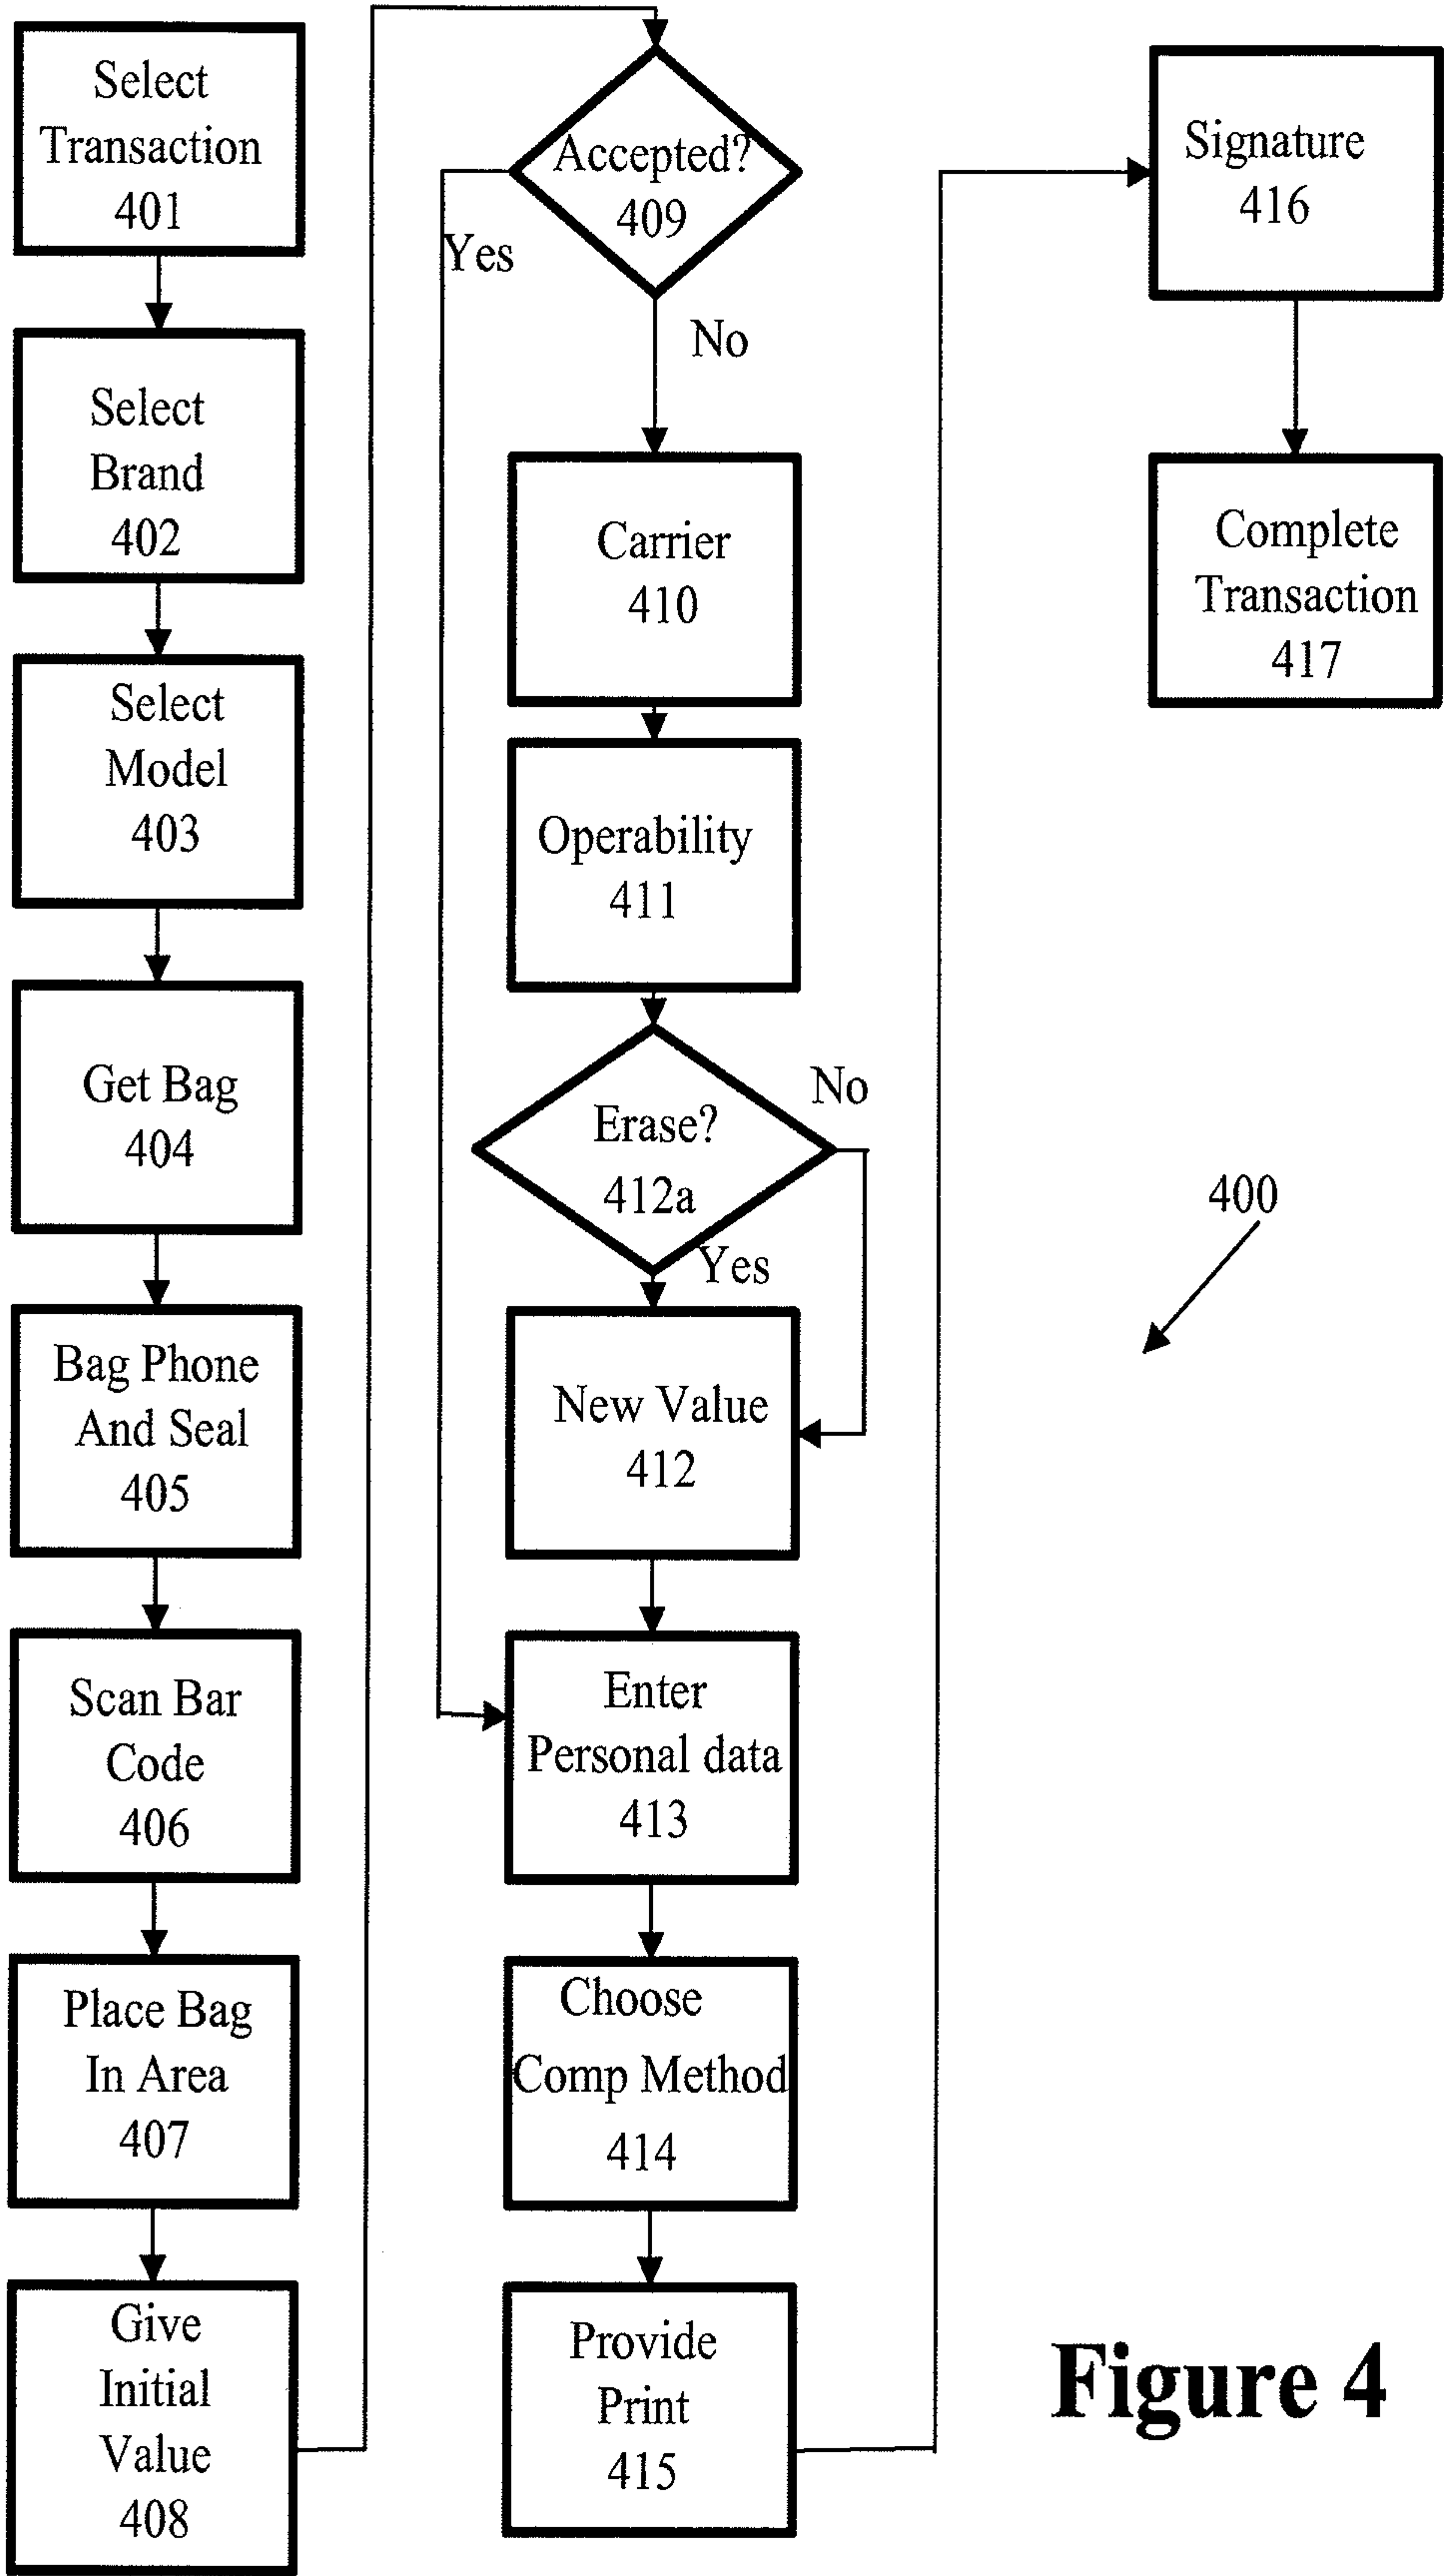 Select
Transaction
401
Select
Brand
402
Select
Model
403
Get Bag
404
Bag Phone
And Seal
405
Scan Bar
Code
406
Place Bag
In Area
407
Give
Initial
Value
408
Accepted?
409
Yes
No
Carrier
410
Operability
411
Erase?
412a
No
Yes
New Value
412
Enter
Personal data
413
Choose
Comp Method
414
Provide
Print
415
Signature
416
Complete
Transaction
417
400
Figure 4